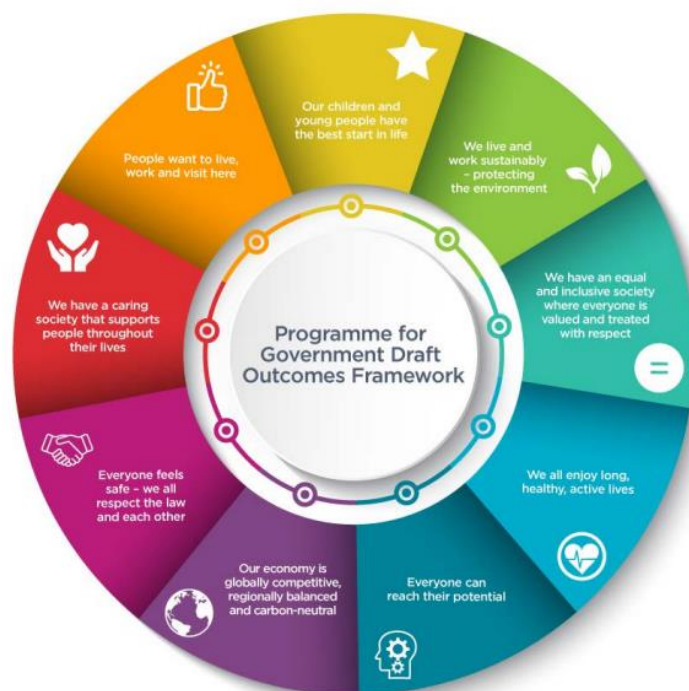 Our children and
young people have
the best start in life
We live and
work sustainably
– protecting
the environment
We have an equal
and inclusive society
where everyone is
valued and treated
with respect
=
We all enjoy long,
healthy, active lives
Everyone can
reach their potential
Our economy is
globally competitive,
regionally balanced
and carbon-neutral
Everyone feels
safe – we all
respect the law
and each other
We have a caring
society that supports
people throughout
their lives
People want to live,
work and visit here
Programme for
Government Draft
Outcomes Framework